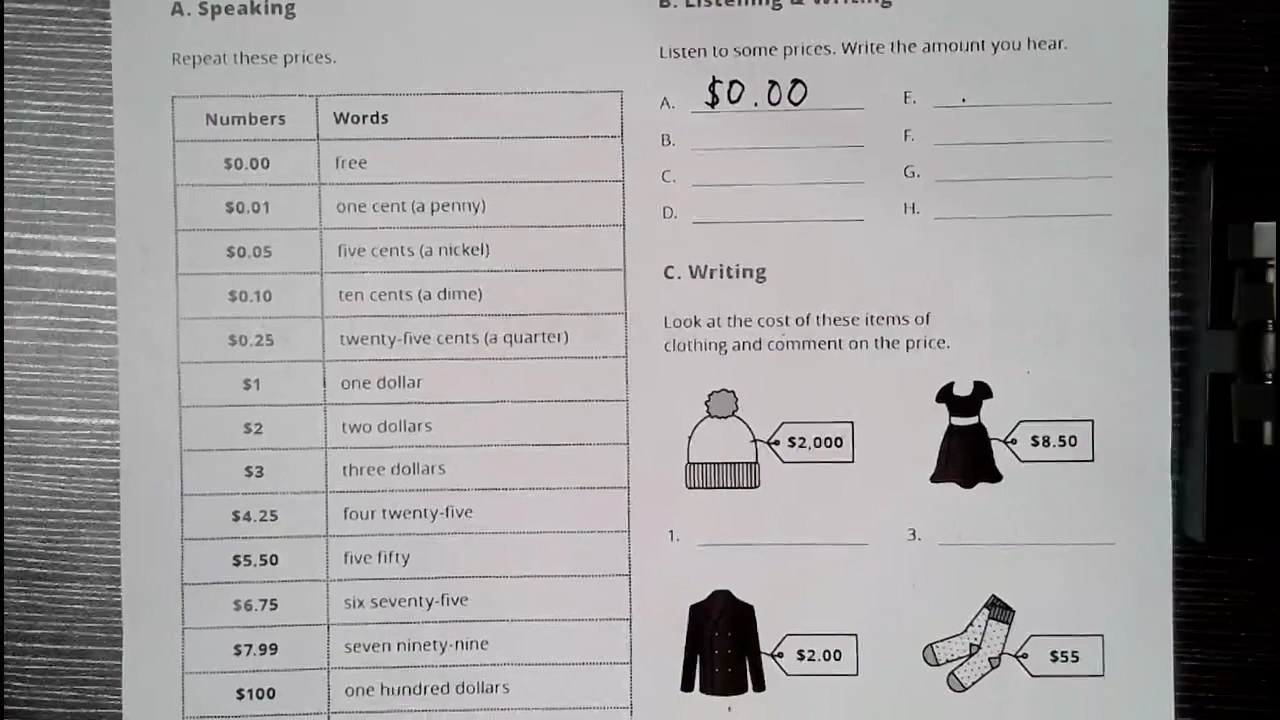 A. Speaking
Repeat these prices.
Numbers Words
$0.00 free
$0.01 one cent (a penny)
$0.05 five cents (a nickel)
$0.10 ten cents (a dime)
$0.25 twenty-five cents (a quarter)
$1 one dollar
$2 two dollars
$3 three dollars
$4.25 four twenty-five
$5.50 five fifty
$6.75 six seventy-five
$7.99 seven ninety-nine
$100 one hundred dollars
B. Listening & Writing
Listen to some prices. Write the amount you hear.
A. $0.00 E.
B. F.
C. G.
D. H.
C. Writing
Look at the cost of these items of
clothing and comment on the price.
$2,000 $8.50
1. 3.
$2.00 $55